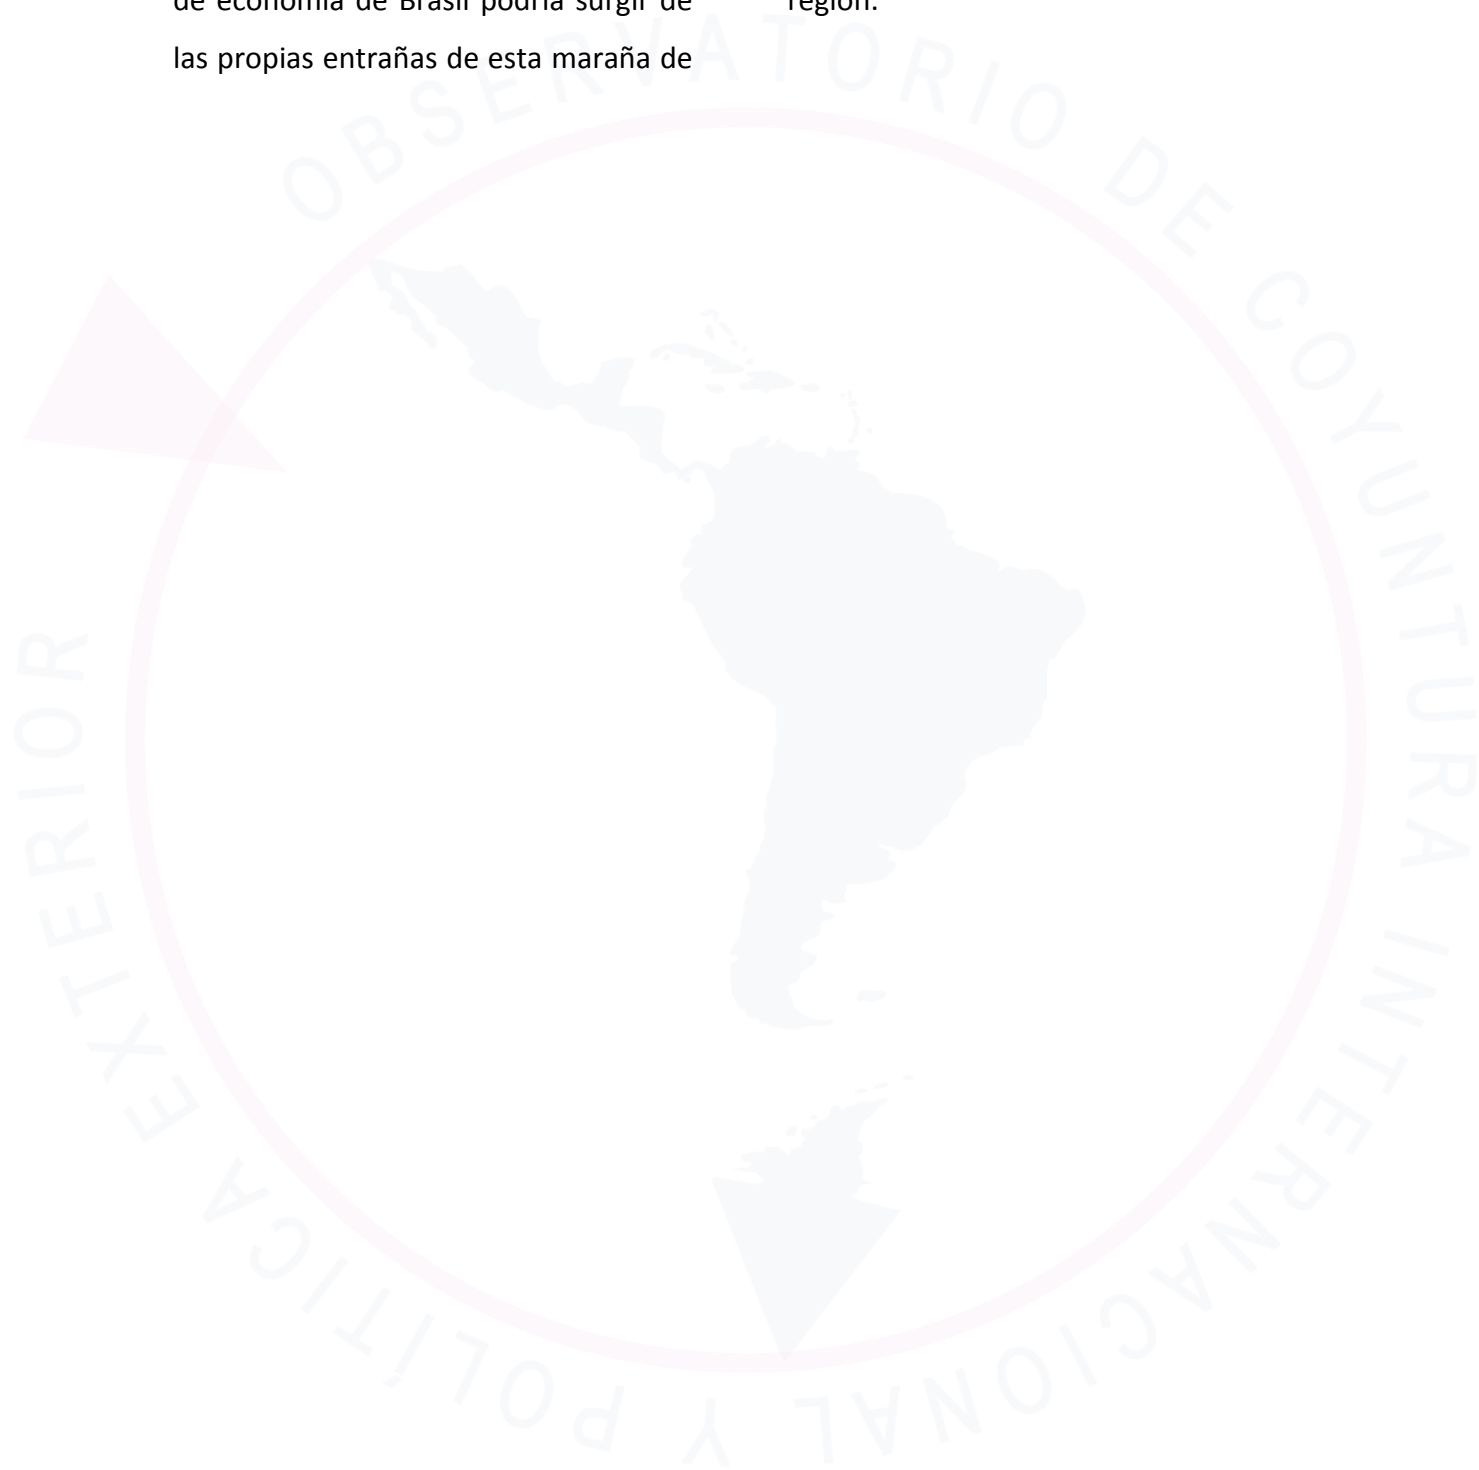 de economía de Brasil podría surgir de
las propias entrañas de esta maraña de
región.
OBSERVATORIO DE COYUNTURA INTERNACIONAL Y POLÍTICA EXTERIOR